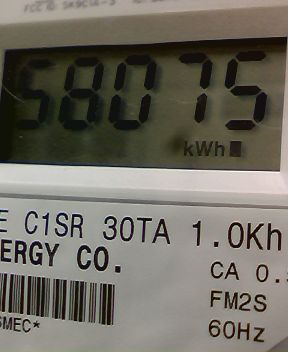 58075
kWh
E C1SR 30TA 1.0Kh
ERGY CO.
CA 0.
FM2S
60Hz
SMEC*